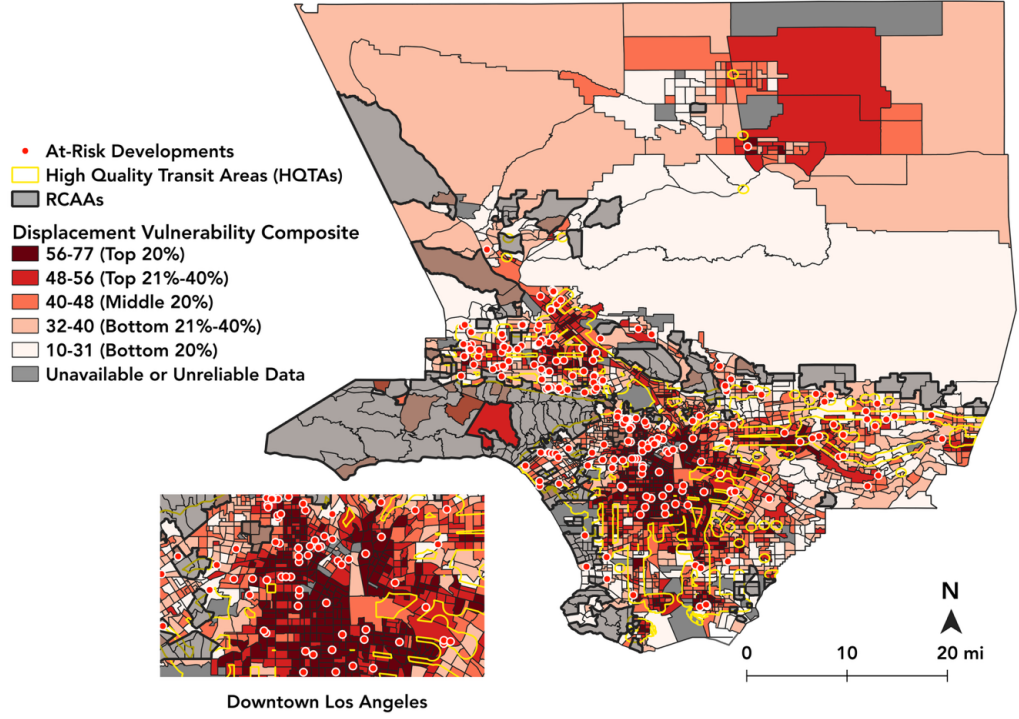 At-Risk Developments
High Quality Transit Areas (HQTAs)
RCAAs
Displacement Vulnerability Composite
56-77 (Top 20%)
48-56 (Top 21%-40%)
40-48 (Middle 20%)
32-40 (Bottom 21%-40%)
10-31 (Bottom 20%)
Unavailable or Unreliable Data
N
0 10 20 mi
Downtown Los Angeles